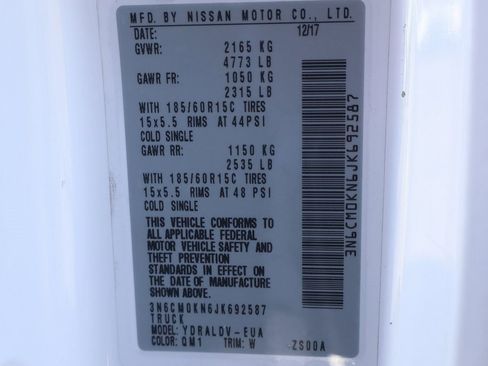 MFD. BY NISSAN MOTOR CO., LTD.
DATE: 12/17
GVWR: 2165 KG
4773 LB
GAWR FR: 1050 KG
2315 LB
WITH 185/60R15C TIRES
15x5.5 RIMS AT 44PSI
COLD SINGLE
GAWR RR: 1150 KG
2535 LB
WITH 185/60R15C TIRES
15x5.5 RIMS AT 48 PSI
COLD SINGLE
THIS VEHICLE CONFORMS TO
ALL APPLICABLE FEDERAL
MOTOR VEHICLE SAFETY AND
THEFT PREVENTION
STANDARDS IN EFFECT ON
THE DATE OF MANUFACTURE
SHOWN ABOVE.
3N6CM0KN6JK692587
TRUCK
MODEL: YDRALDV-EUA
COLOR: QM1 TRIM: W -ZS00A
3N6CM0KN6JK692587